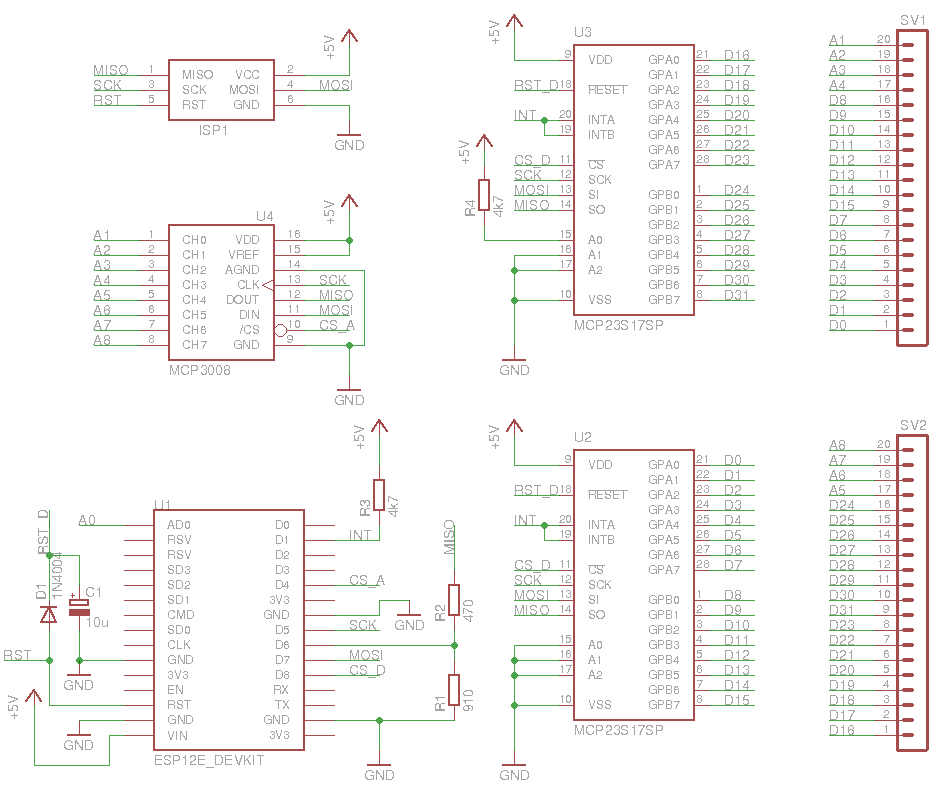 +5V
MISO 1 MISO VCC 2
SCK 3 SCK MOSI 4 MOSI
RST 5 RST GND 6
ISP1
GND
U4
+5V
A1 1 CH0 VDD 16
A2 2 CH1 VREF 15
A3 3 CH2 AGND 14
A4 4 CH3 CLK 13 SCK
A5 5 CH4 DOUT 12 MISO
A6 6 CH5 DIN 11 MOSI
A7 7 CH6 /CS 10 CS_A
A8 8 CH7 GND 9
MCP3008
GND
+5V
U3
9 VDD GPA0 21 D16
GPA1 22 D17
RST_D 18 RESET GPA2 23 D18
GPA3 24 D19
INT 20 INTA GPA4 25 D20
19 INTB GPA5 26 D21
GPA6 27 D22
CS_D 11 CS GPA7 28 D23
SCK 12 SCK
MOSI 13 SI GPB0 1 D24
MISO 14 SO GPB1 2 D25
GPB2 3 D26
15 A0 GPB3 4 D27
16 A1 GPB4 5 D28
17 A2 GPB5 6 D29
GPB6 7 D30
10 VSS GPB7 8 D31
MCP23S17SP
+5V
R4
4k7
GND
SV1
A1 20
A2 19
A3 18
A4 17
D8 16
D9 15
D10 14
D11 13
D12 12
D13 11
D14 10
D15 9
D7 8
D6 7
D5 6
D4 5
D3 4
D2 3
D1 2
D0 1
U1
A0 AD0 D0
RSV D1 INT
RSV D2
SD3 D3
SD2 D4 CS_A
SD1 3V3
CMD GND
SD0 D5 SCK
CLK D6
GND D7 MOSI
3V3 D8 CS_D
EN RX
RST TX
GND GND
VIN 3V3
ESP12E_DEVKIT
RST_D
D1
1N4004
C1
+
10u
RST
GND
+5V
GND
+5V
R3
4k7
GND
MISO
R2
470
R1
910
GND
+5V
U2
9 VDD GPA0 21 D0
GPA1 22 D1
RST_D 18 RESET GPA2 23 D2
GPA3 24 D3
INT 20 INTA GPA4 25 D4
19 INTB GPA5 26 D5
GPA6 27 D6
CS_D 11 CS GPA7 28 D7
SCK 12 SCK
MOSI 13 SI GPB0 1 D8
MISO 14 SO GPB1 2 D9
GPB2 3 D10
15 A0 GPB3 4 D11
16 A1 GPB4 5 D12
17 A2 GPB5 6 D13
GPB6 7 D14
10 VSS GPB7 8 D15
MCP23S17SP
GND
SV2
A8 20
A7 19
A6 18
A5 17
D24 16
D25 15
D26 14
D27 13
D28 12
D29 11
D30 10
D31 9
D23 8
D22 7
D21 6
D20 5
D19 4
D18 3
D17 2
D16 1